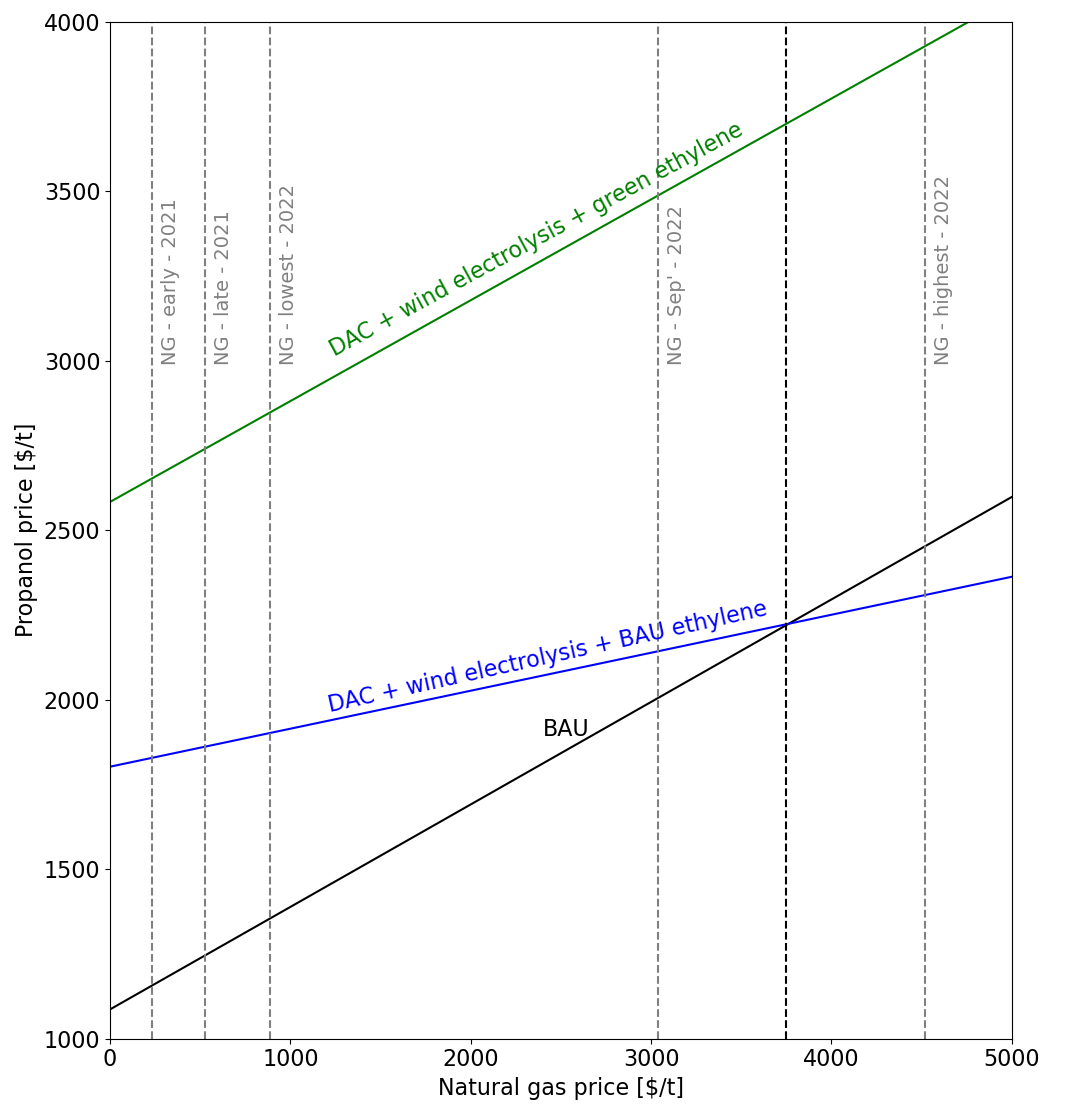 4000
3500
3000
2500
2000
1500
1000
Propanol price [$/t]
NG - early - 2021
NG - late - 2021
NG - lowest - 2022
NG - Sep' - 2022
NG - highest - 2022
DAC + wind electrolysis + green ethylene
DAC + wind electrolysis + BAU ethylene
BAU
0 1000 2000 3000 4000 5000
Natural gas price [$/t]